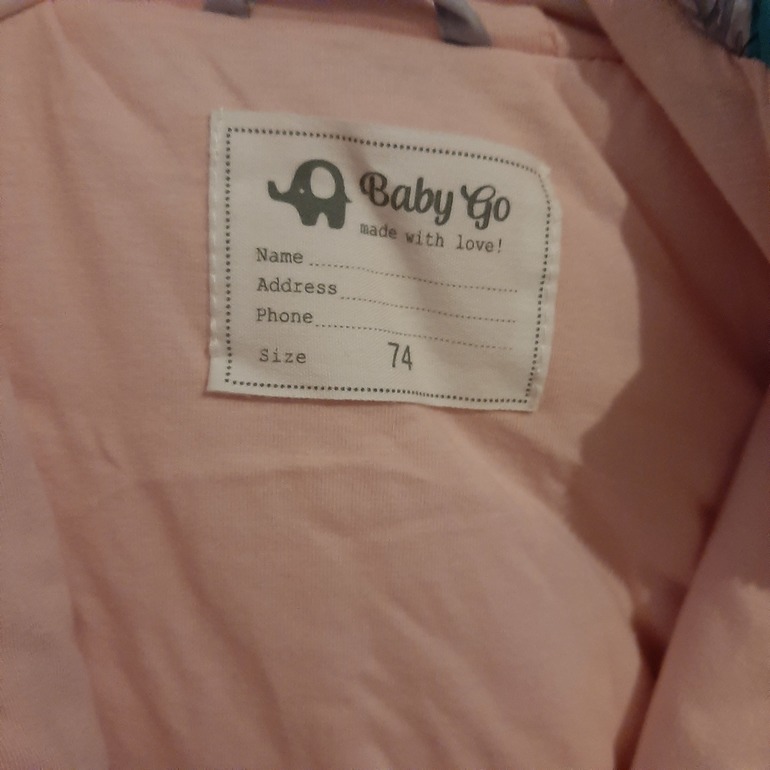 Baby Go
made with love!
Name
Address
Phone
Size 74